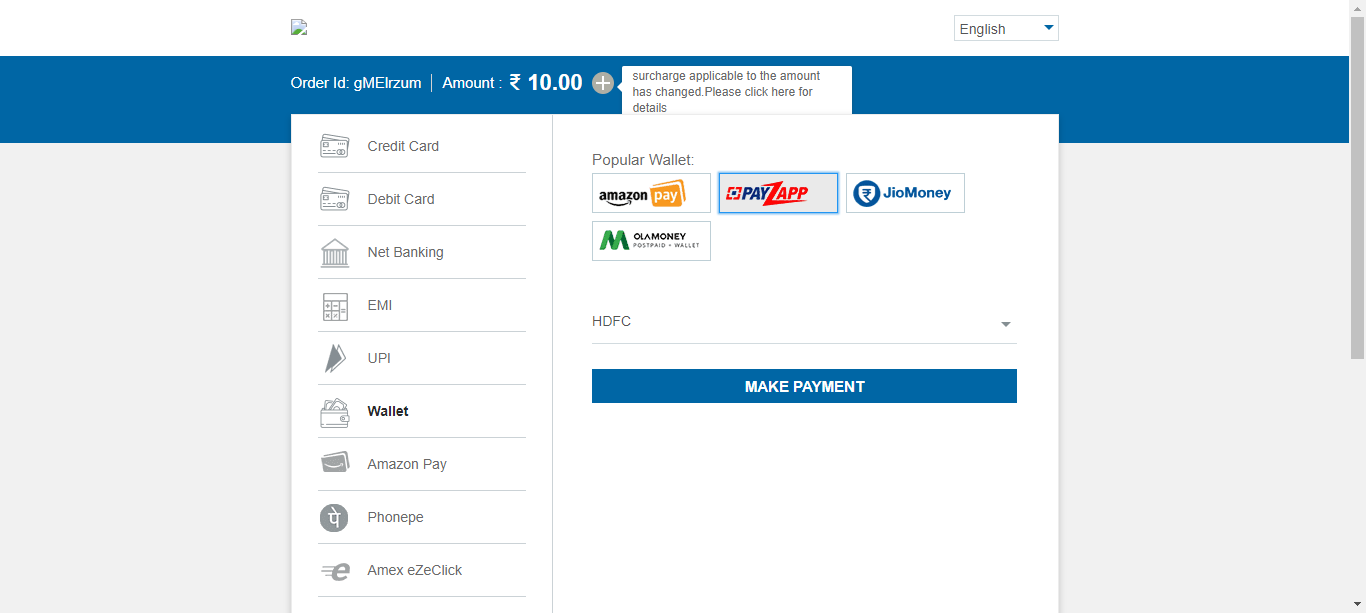 English
Order Id: gMElrzum
Amount : ₹ 10.00
surcharge applicable to the amount
has changed.Please click here for
details
Credit Card
Debit Card
Net Banking
EMI
UPI
Wallet
Amazon Pay
Phonepe
Amex eZeClick
Popular Wallet:
amazon pay
PAYZAPP
JioMoney
OLAMONEY
POSTPAID + WALLET
HDFC
MAKE PAYMENT